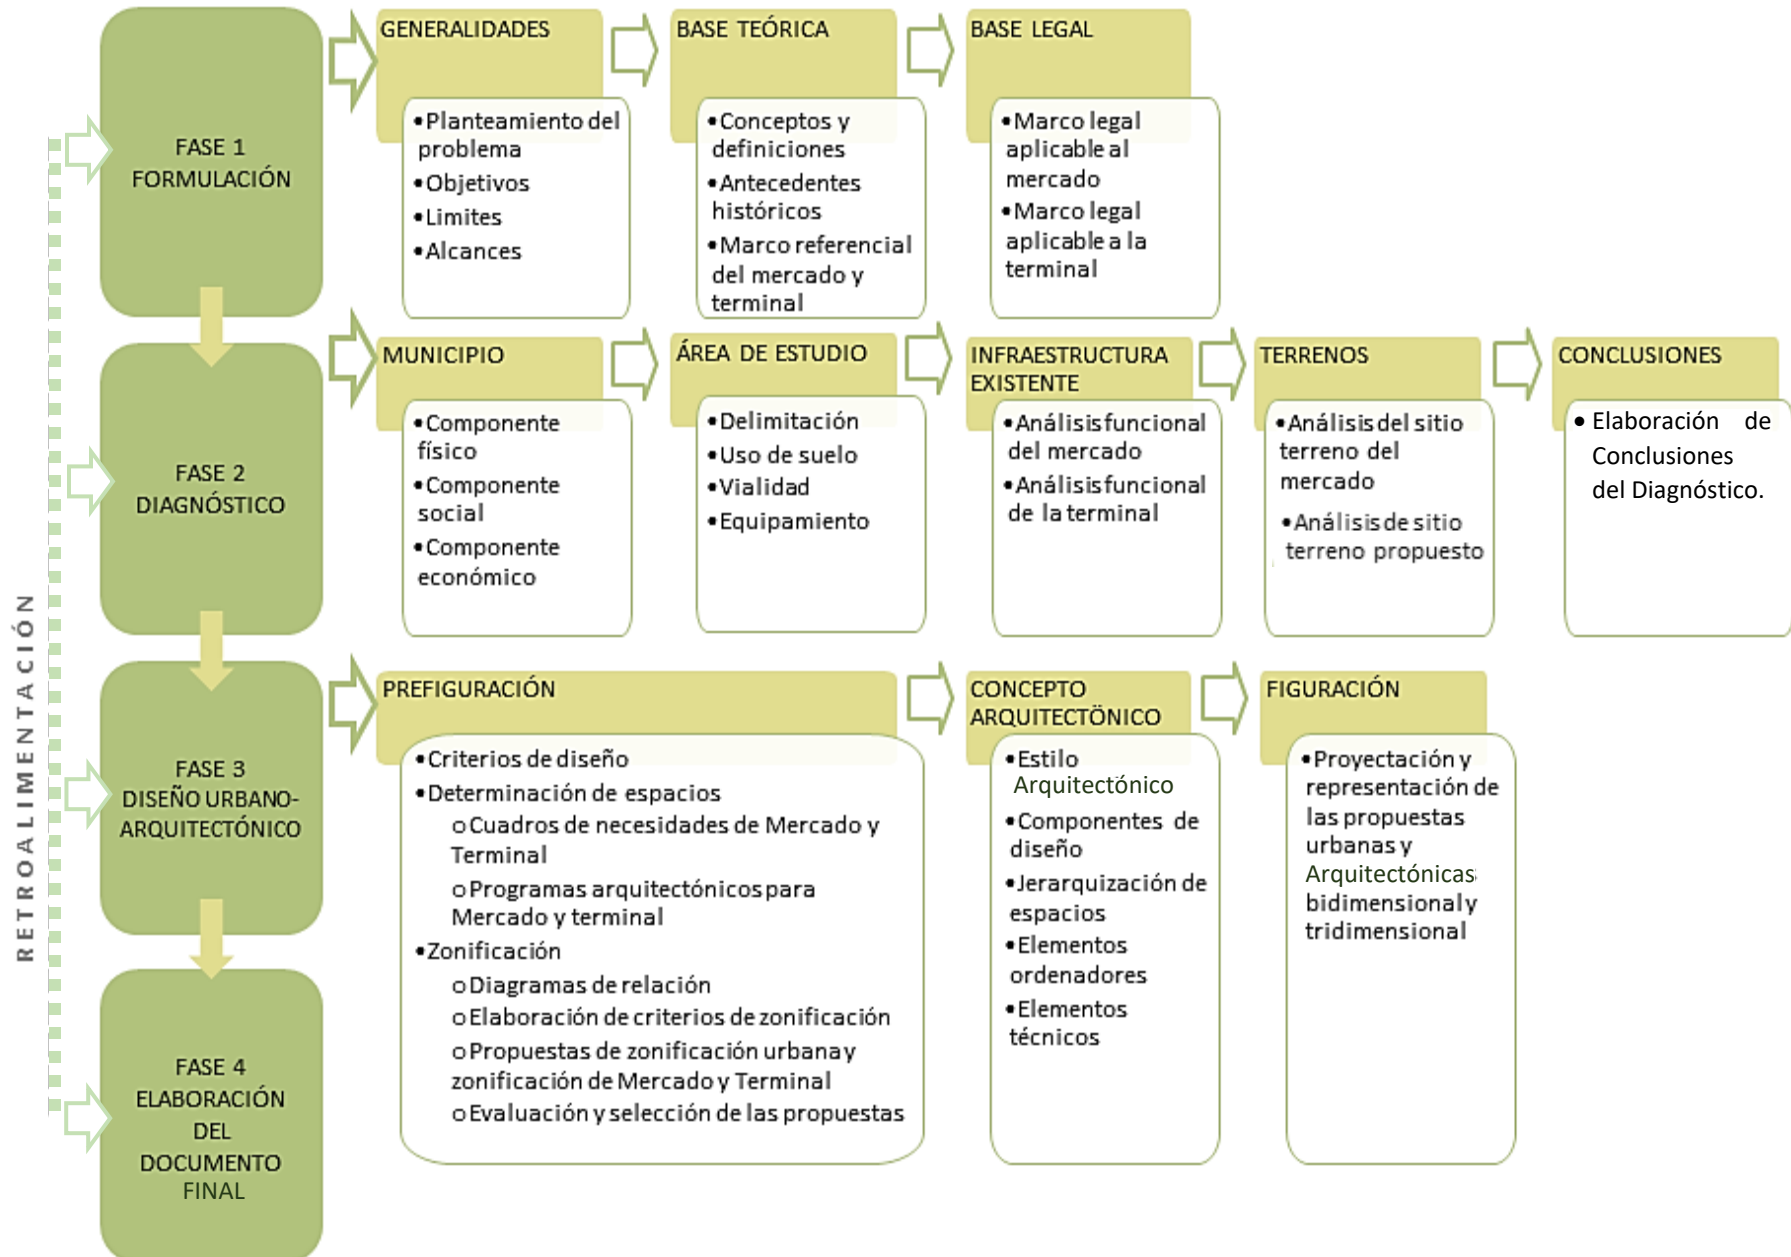 RETROALIMENTACIÓN
FASE 1
FORMULACIÓN
GENERALIDADES
•Planteamiento del
problema
•Objetivos
•Limites
•Alcances
BASE TEÓRICA
•Conceptos y
definiciones
•Antecedentes
históricos
•Marco referencial
del mercado y
terminal
BASE LEGAL
•Marco legal
aplicable al
mercado
•Marco legal
aplicable a la
terminal
FASE 2
DIAGNÓSTICO
MUNICIPIO
•Componente
físico
•Componente
social
•Componente
económico
ÁREA DE ESTUDIO
•Delimitación
•Uso de suelo
•Vialidad
•Equipamiento
INFRAESTRUCTURA
EXISTENTE
•Análisis funcional
del mercado
•Análisis funcional
de la terminal
TERRENOS
•Análisis del sitio
terreno del
mercado
•Análisis de sitio
terreno propuesto
CONCLUSIONES
• Elaboración de
Conclusiones
del Diagnóstico.
FASE 3
DISEÑO URBANO-
ARQUITECTÓNICO
PREFIGURACIÓN
•Criterios de diseño
•Determinación de espacios
o Cuadros de necesidades de Mercado y
Terminal
o Programas arquitectónicos para
Mercado y terminal
•Zonificación
o Diagramas de relación
o Elaboración de criterios de zonificación
o Propuestas de zonificación urbana y
zonificación de Mercado y Terminal
o Evaluación y selección de las propuestas
CONCEPTO
ARQUITECTÖNICO
•Estilo
Arquitectónico
•Componentes de
diseño
•Jerarquización de
espacios
•Elementos
ordenadores
•Elementos
técnicos
FIGURACIÓN
•Proyectación y
representación de
las propuestas
urbanas y
Arquitectónicas
bidimensional y
tridimensional
FASE 4
ELABORACIÓN
DEL
DOCUMENTO
FINAL